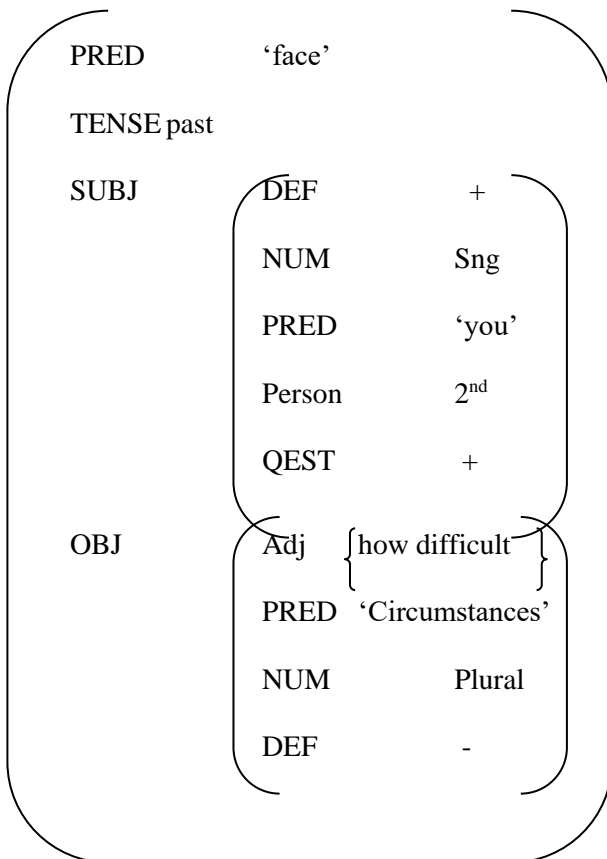 PRED ‘face’
TENSE past
SUBJ DEF +
NUM Sng
PRED ‘you’
Person 2nd
QEST +
OBJ Adj {how difficult }
PRED ‘Circumstances’
NUM Plural
DEF -